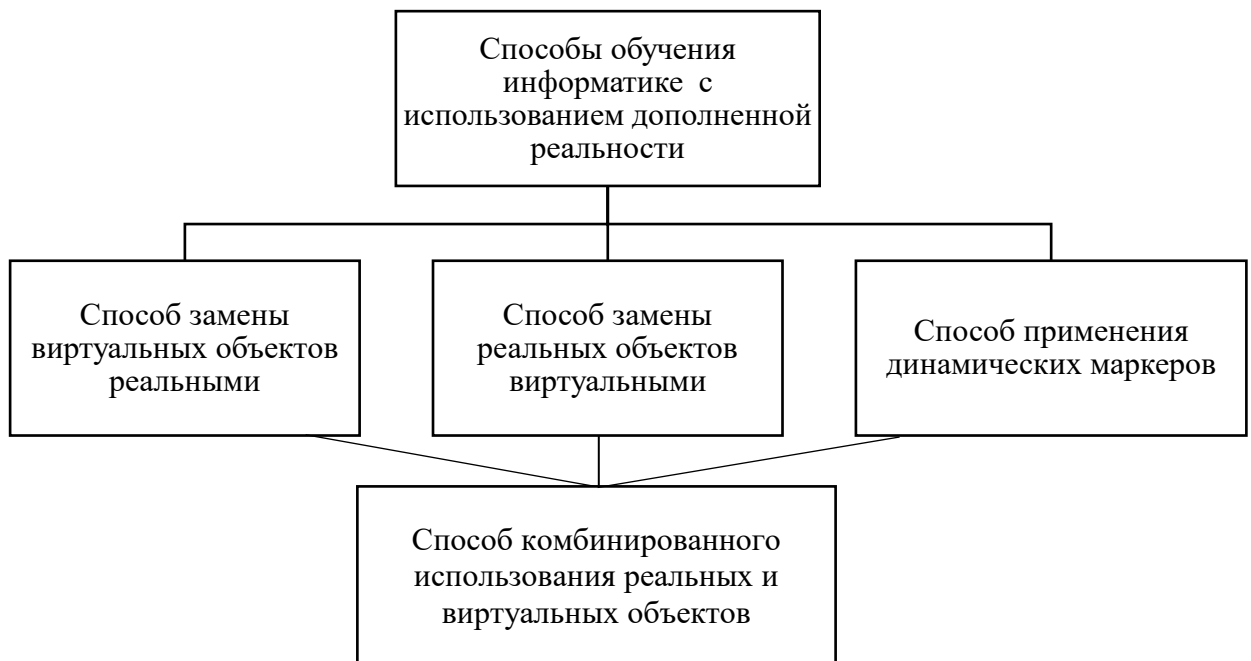 Способы обучения
информатике с
использованием дополненной
реальности
Способ замены
виртуальных объектов
реальными
Способ замены
реальных объектов
виртуальными
Способ применения
динамических маркеров
Способ комбинированного
использования реальных и
виртуальных объектов